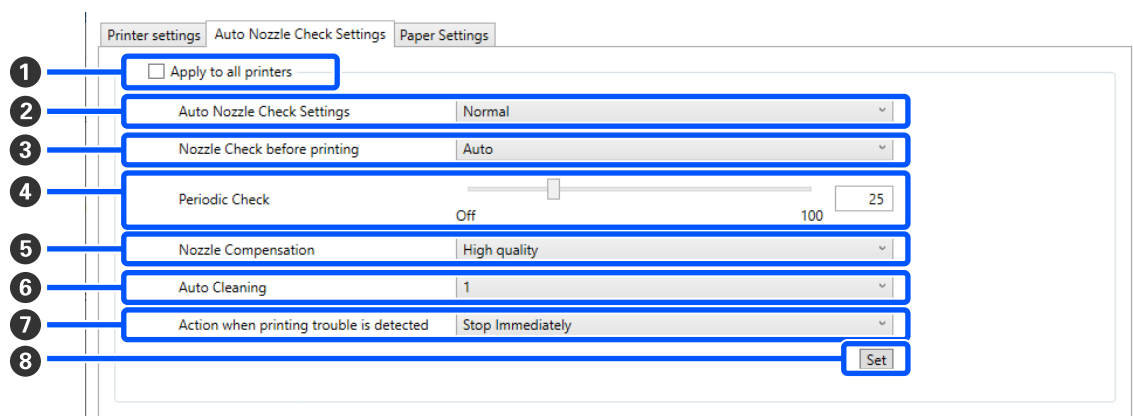 Printer settings Auto Nozzle Check Settings Paper Settings
1 Apply to all printers
2 Auto Nozzle Check Settings Normal
3 Nozzle Check before printing Auto
4 Periodic Check 25
Off 100
5 Nozzle Compensation High quality
6 Auto Cleaning 1
7 Action when printing trouble is detected Stop Immediately
8 Set